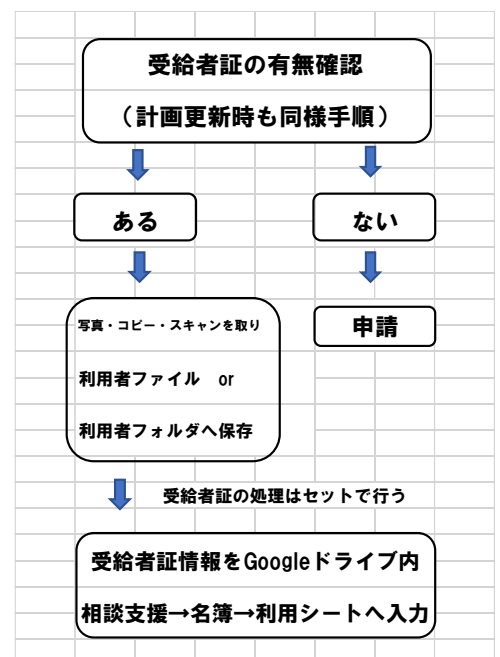 受給者証の有無確認
（計画更新時も同様手順）
ある
ない
写真・コピー・スキャンを取り
利用者ファイル　or
利用者フォルダへ保存
申請
受給者証の処理はセットで行う
受給者証情報をGoogleドライブ内
相談支援→名簿→利用シートへ入力